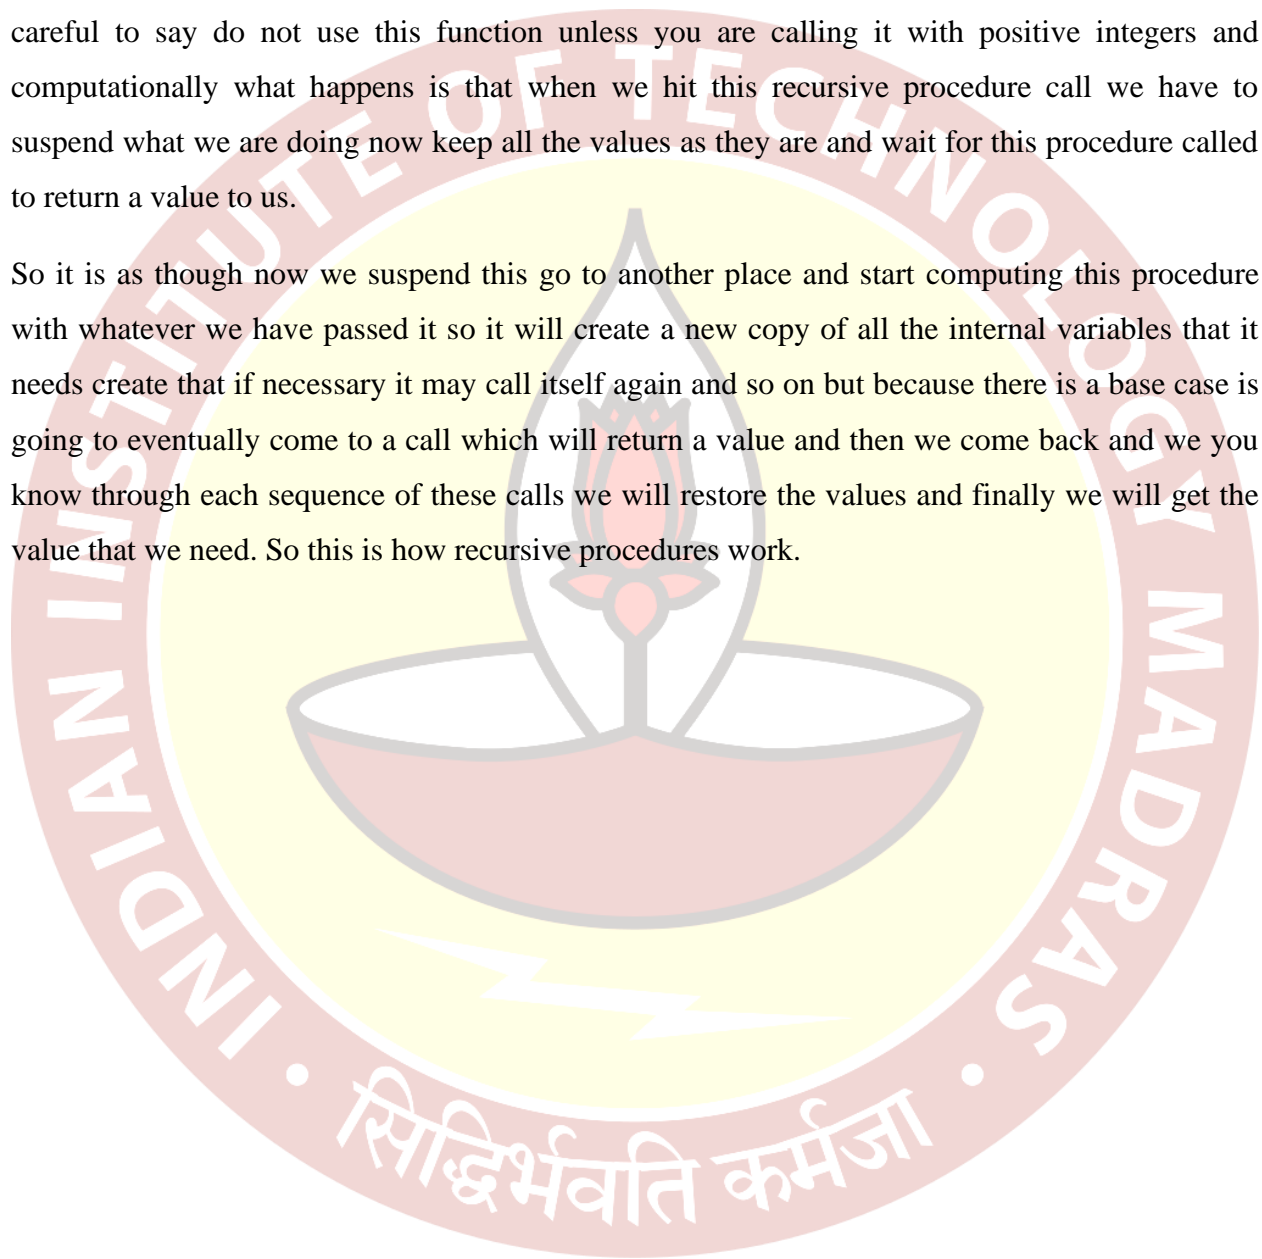 careful to say do not use this function unless you are calling it with positive integers and
computationally what happens is that when we hit this recursive procedure call we have to
suspend what we are doing now keep all the values as they are and wait for this procedure called
to return a value to us.
So it is as though now we suspend this go to another place and start computing this procedure
with whatever we have passed it so it will create a new copy of all the internal variables that it
needs create that if necessary it may call itself again and so on but because there is a base case is
going to eventually come to a call which will return a value and then we come back and we you
know through each sequence of these calls we will restore the values and finally we will get the
value that we need. So this is how recursive procedures work.
INDIAN INSTITUTE OF TECHNOLOGY MADRAS
सिद्धिर्भवति कर्मजा